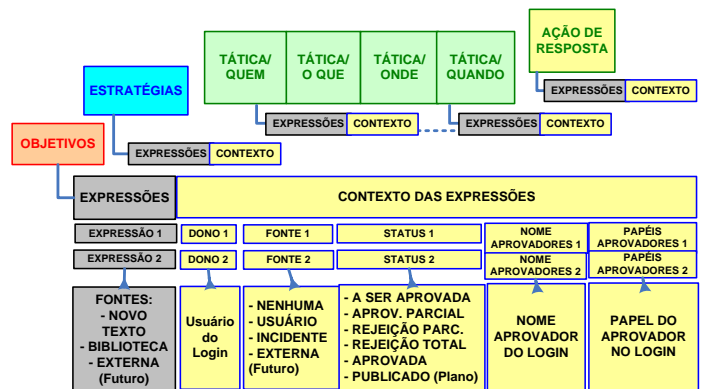 AÇÃO DE
RESPOSTA
TÁTICA/
QUEM
TÁTICA/
O QUE
TÁTICA/
ONDE
TÁTICA/
QUANDO
ESTRATÉGIAS
EXPRESSÕES CONTEXTO
EXPRESSÕES CONTEXTO
EXPRESSÕES CONTEXTO
OBJETIVOS
EXPRESSÕES CONTEXTO
EXPRESSÕES
CONTEXTO DAS EXPRESSÕES
EXPRESSÃO 1
DONO 1
FONTE 1
STATUS 1
NOME
APROVADORES 1
PAPÉIS
APROVADORES 1
EXPRESSÃO 2
DONO 2
FONTE 2
STATUS 2
NOME
APROVADORES 2
PAPÉIS
APROVADORES 2
FONTES:
- NOVO
TEXTO
- BIBLIOTECA
- EXTERNA
(Futuro)
Usuário
do
Login
- NENHUMA
- USUÁRIO
- INCIDENTE
- EXTERNA
(Futuro)
- A SER APROVADA
- APROV. PARCIAL
- REJEIÇÃO PARC.
- REJEIÇÃO TOTAL
- APROVADA
- PUBLICADO (Plano)
NOME
APROVADOR
DO LOGIN
PAPEL DO
APROVADOR
NO LOGIN